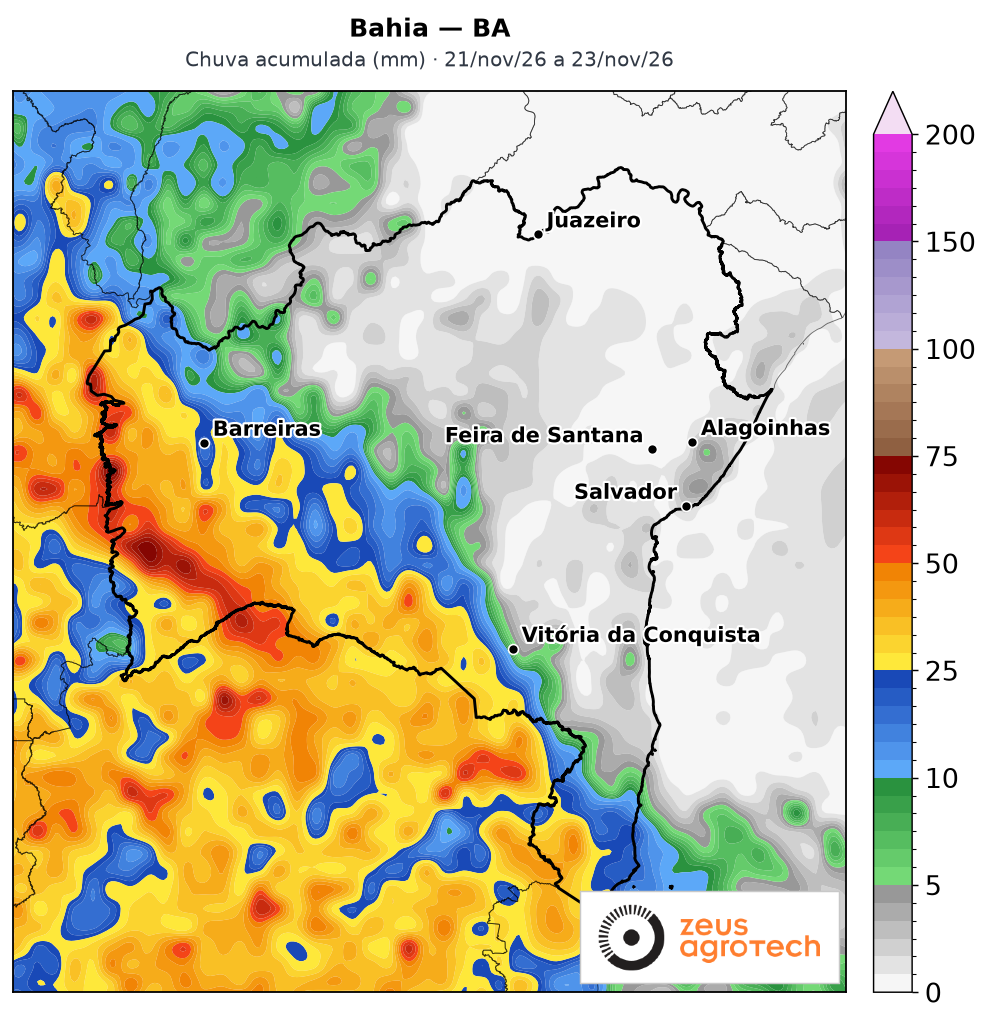 Bahia — BA
Chuva acumulada (mm) · 21/nov/26 a 23/nov/26
Juazeiro
Barreiras
Feira de Santana
Alagoinhas
Salvador
Vitória da Conquista
200
150
100
75
50
25
10
5
0
zeus
agrotech